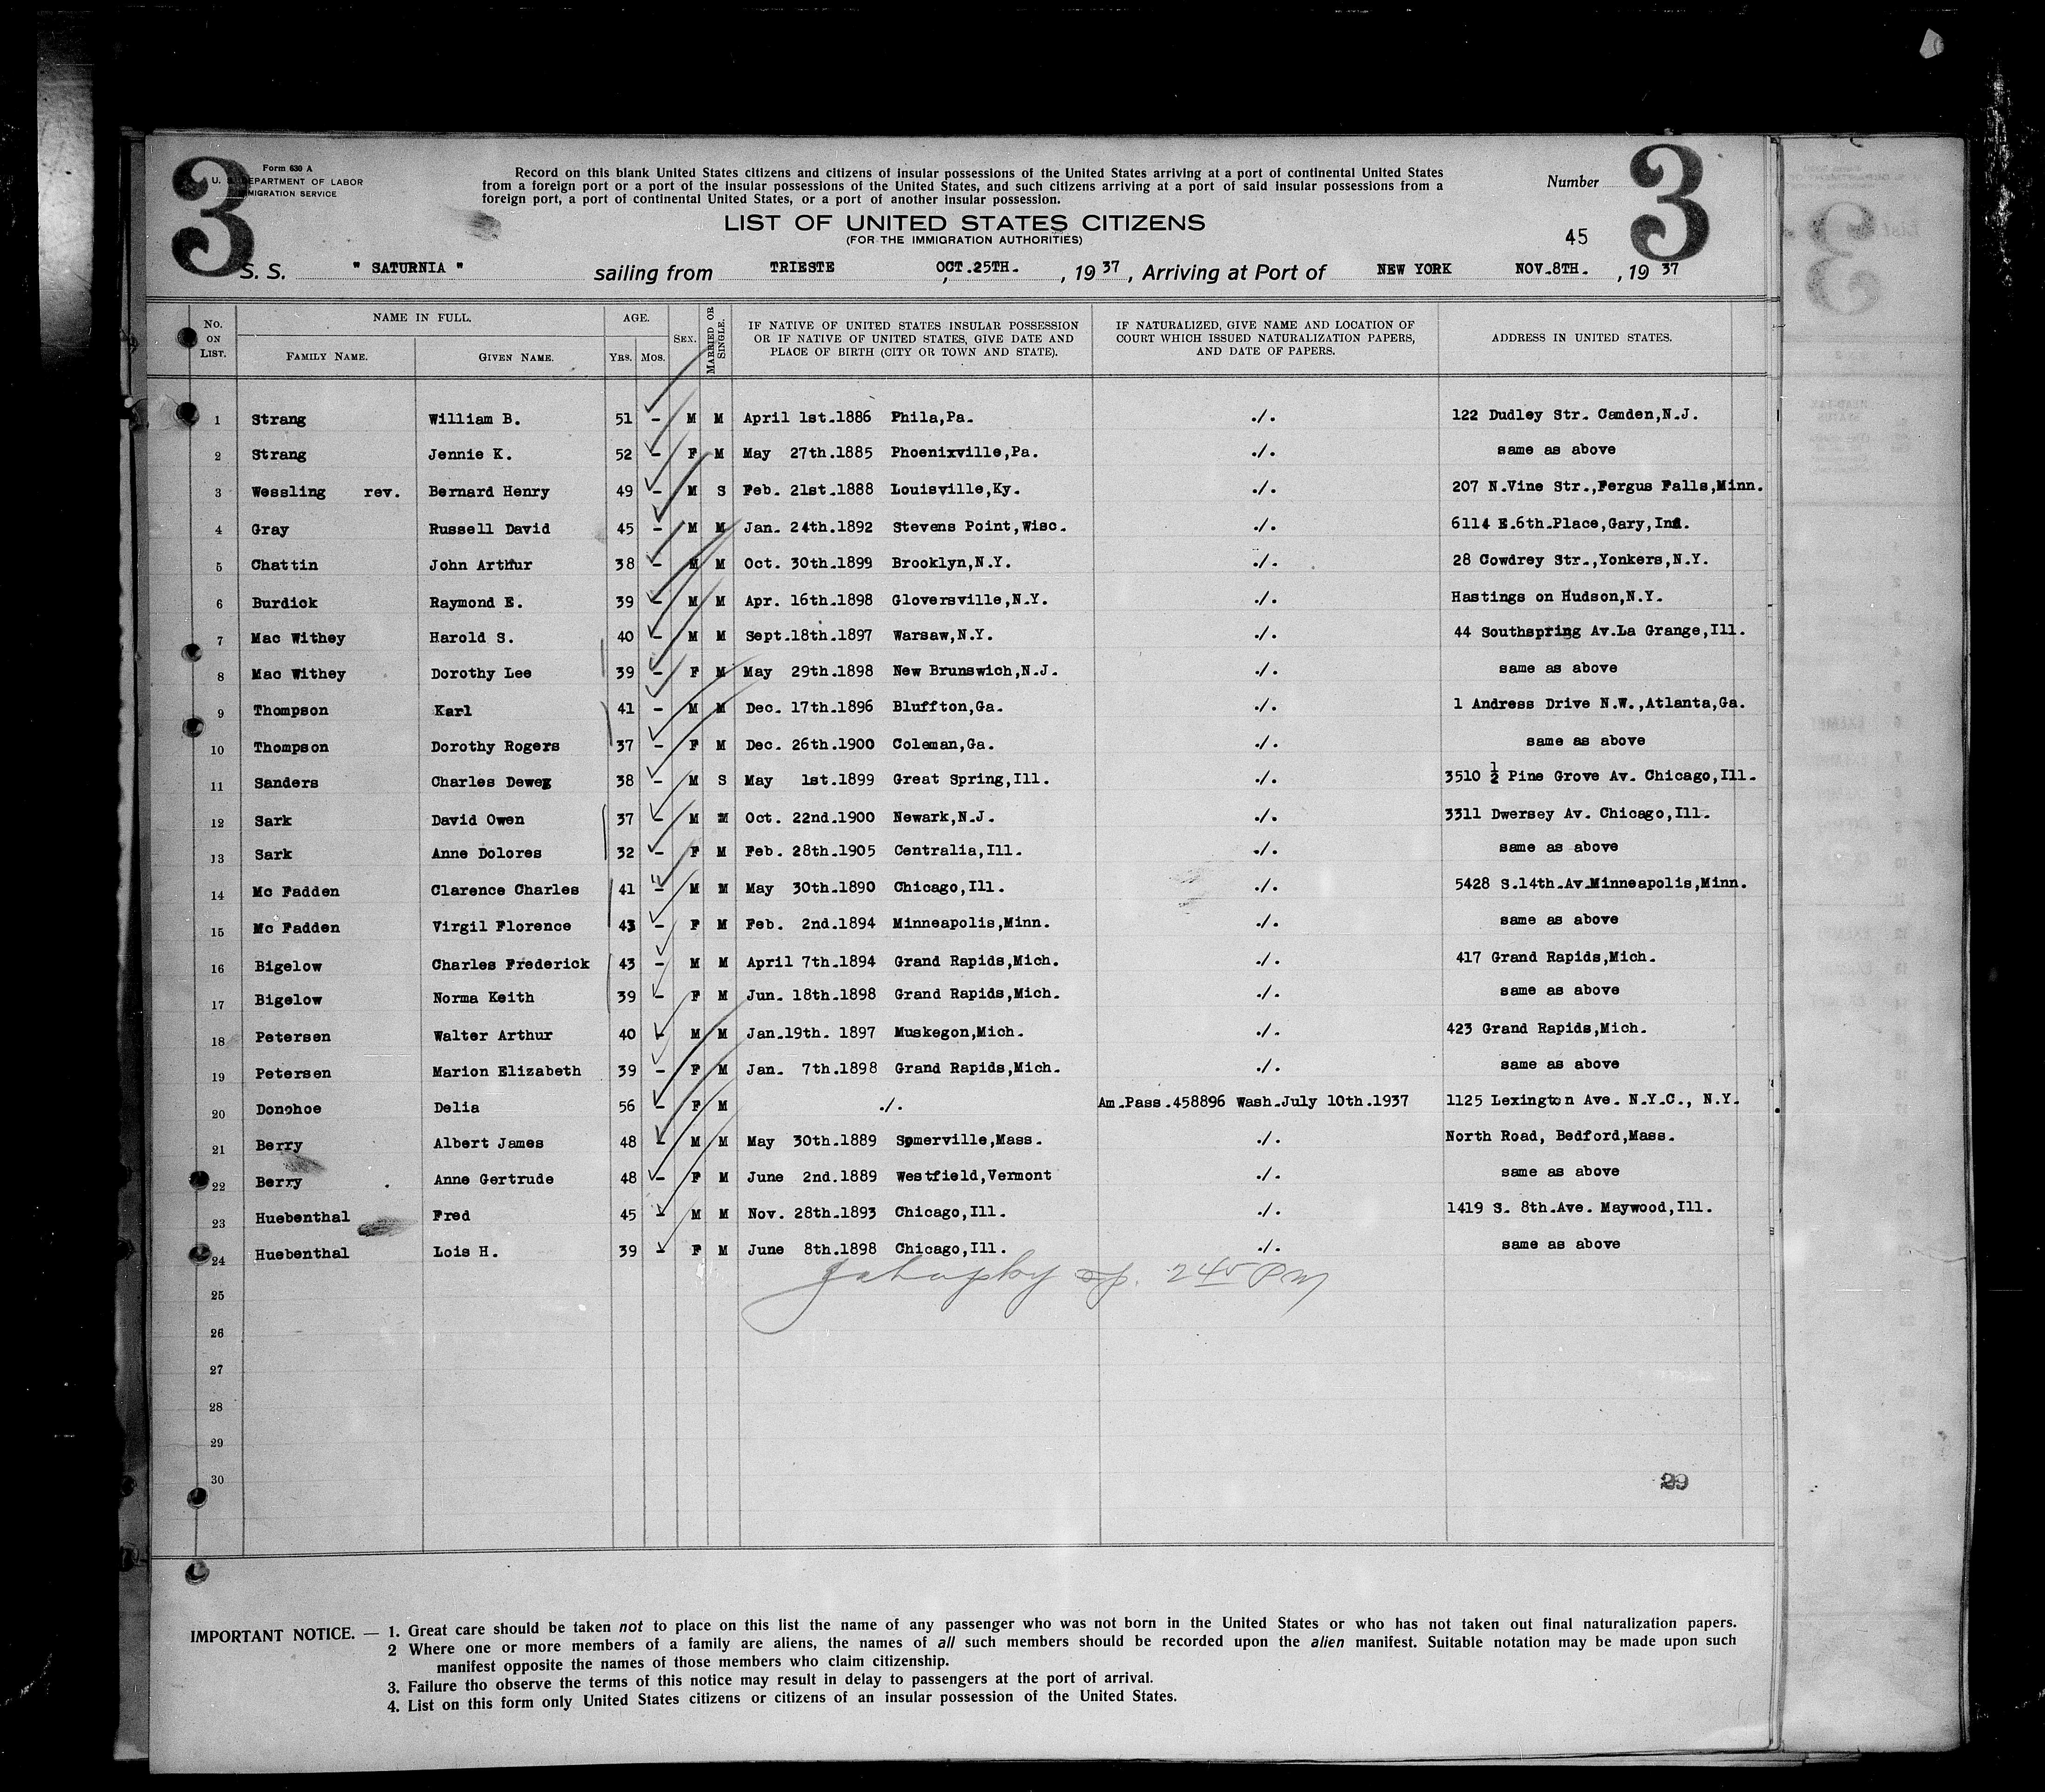 3
Form 630 A
U. S. DEPARTMENT OF LABOR
IMMIGRATION SERVICE
Record on this blank United States citizens and citizens of insular possessions of the United States arriving at a port of continental United States
from a foreign port or a port of the insular possessions of the United States, and such citizens arriving at a port of said insular possessions from a
foreign port, a port of continental United States, or a port of another insular possession.
Number
3
LIST OF UNITED STATES CITIZENS
(FOR THE IMMIGRATION AUTHORITIES)
45
S. S. " SATURNIA " sailing from TRIESTE OCT.25TH. , 19 37 , Arriving at Port of NEW YORK NOV.8TH. , 19 37
No. ON LIST. NAME IN FULL. FAMILY NAME. GIVEN NAME. AGE. YRS. MOS. SEX. MARRIED OR SINGLE. IF NATIVE OF UNITED STATES INSULAR POSSESSION OR IF NATIVE OF UNITED STATES, GIVE DATE AND PLACE OF BIRTH (CITY OR TOWN AND STATE). IF NATURALIZED, GIVE NAME AND LOCATION OF COURT WHICH ISSUED NATURALIZATION PAPERS, AND DATE OF PAPERS. ADDRESS IN UNITED STATES.
1 Strang William B. 51 - M M April 1st.1886 Phila,Pa. ./. 122 Dudley Str. Camden,N.J.
2 Strang Jennie K. 52 - F M May 27th.1885 Phoenixville,Pa. ./. same as above
3 Wessling rev. Bernard Henry 49 - M S Feb. 21st.1888 Louisville,Ky. ./. 207 N.Vine Str.,Fergus Falls,Minn.
4 Gray Russell David 45 - M M Jan. 24th.1892 Stevens Point,Wisc. ./. 6114 E.6th.Place,Gary,Ind.
5 Chattin John Arthur 38 - M M Oct. 30th.1899 Brooklyn,N.Y. ./. 28 Cowdrey Str.,Yonkers,N.Y.
6 Burdick Raymond E. 39 - M M Apr. 16th.1898 Gloversville,N.Y. ./. Hastings on Hudson,N.Y.
7 Mac Withey Harold S. 40 - M M Sept.18th.1897 Warsaw,N.Y. ./. 44 Southspring Av.La Grange,Ill.
8 Mac Withey Dorothy Lee 39 - F M May 29th.1898 New Brunswich,N.J. ./. same as above
9 Thompson Karl 41 - M M Dec. 17th.1896 Bluffton,Ga. ./. 1 Andress Drive N.W.,Atlanta,Ga.
10 Thompson Dorothy Rogers 37 - F M Dec. 26th.1900 Coleman,Ga. ./. same as above
11 Sanders Charles Dewey 38 - M S May 1st.1899 Great Spring,Ill. ./. 3510 ½ Pine Grove Av. Chicago,Ill.
12 Sark David Owen 37 - M M Oct. 22nd.1900 Newark,N.J. ./. 3311 Dwersey Av. Chicago,Ill.
13 Sark Anne Dolores 32 - F M Feb. 28th.1905 Centralia,Ill. ./. same as above
14 Mc Fadden Clarence Charles 41 - M M May 30th.1890 Chicago,Ill. ./. 5428 S.14th.Av.Minneapolis,Minn.
15 Mc Fadden Virgil Florence 43 - F M Feb. 2nd.1894 Minneapolis,Minn. ./. same as above
16 Bigelow Charles Frederick 43 - M M April 7th.1894 Grand Rapids,Mich. ./. 417 Grand Rapids,Mich.
17 Bigelow Norma Keith 39 - F M Jun. 18th.1898 Grand Rapids,Mich. ./. same as above
18 Petersen Walter Arthur 40 - M M Jan.19th. 1897 Muskegon,Mich. ./. 423 Grand Rapids,Mich.
19 Petersen Marion Elizabeth 39 - F M Jan. 7th.1898 Grand Rapids,Mich. ./. same as above
20 Donohoe Delia 56 - F M ./. Am.Pass.458896 Wash.July 10th.1937 1125 Lexington Ave. N.Y.C., N.Y.
21 Berry Albert James 48 - M M May 30th.1889 Somerville,Mass. ./. North Road, Bedford,Mass.
22 Berry Anne Gertrude 48 - F M June 2nd.1889 Westfield,Vermont ./. same as above
23 Huebenthal Fred 45 - M M Nov. 28th.1893 Chicago,Ill. ./. 1419 S. 8th.Ave. Maywood,Ill.
24 Huebenthal Lois H. 39 - F M June 8th.1898 Chicago,Ill. ./. same as above
240 PM
25
26
27
28
29
30
29
IMPORTANT NOTICE. — 1. Great care should be taken not to place on this list the name of any passenger who was not born in the United States or who has not taken out final naturalization papers.
2 Where one or more members of a family are aliens, the names of all such members should be recorded upon the alien manifest. Suitable notation may be made upon such
manifest opposite the names of those members who claim citizenship.
3. Failure tho observe the terms of this notice may result in delay to passengers at the port of arrival.
4. List on this form only United States citizens or citizens of an insular possession of the United States.